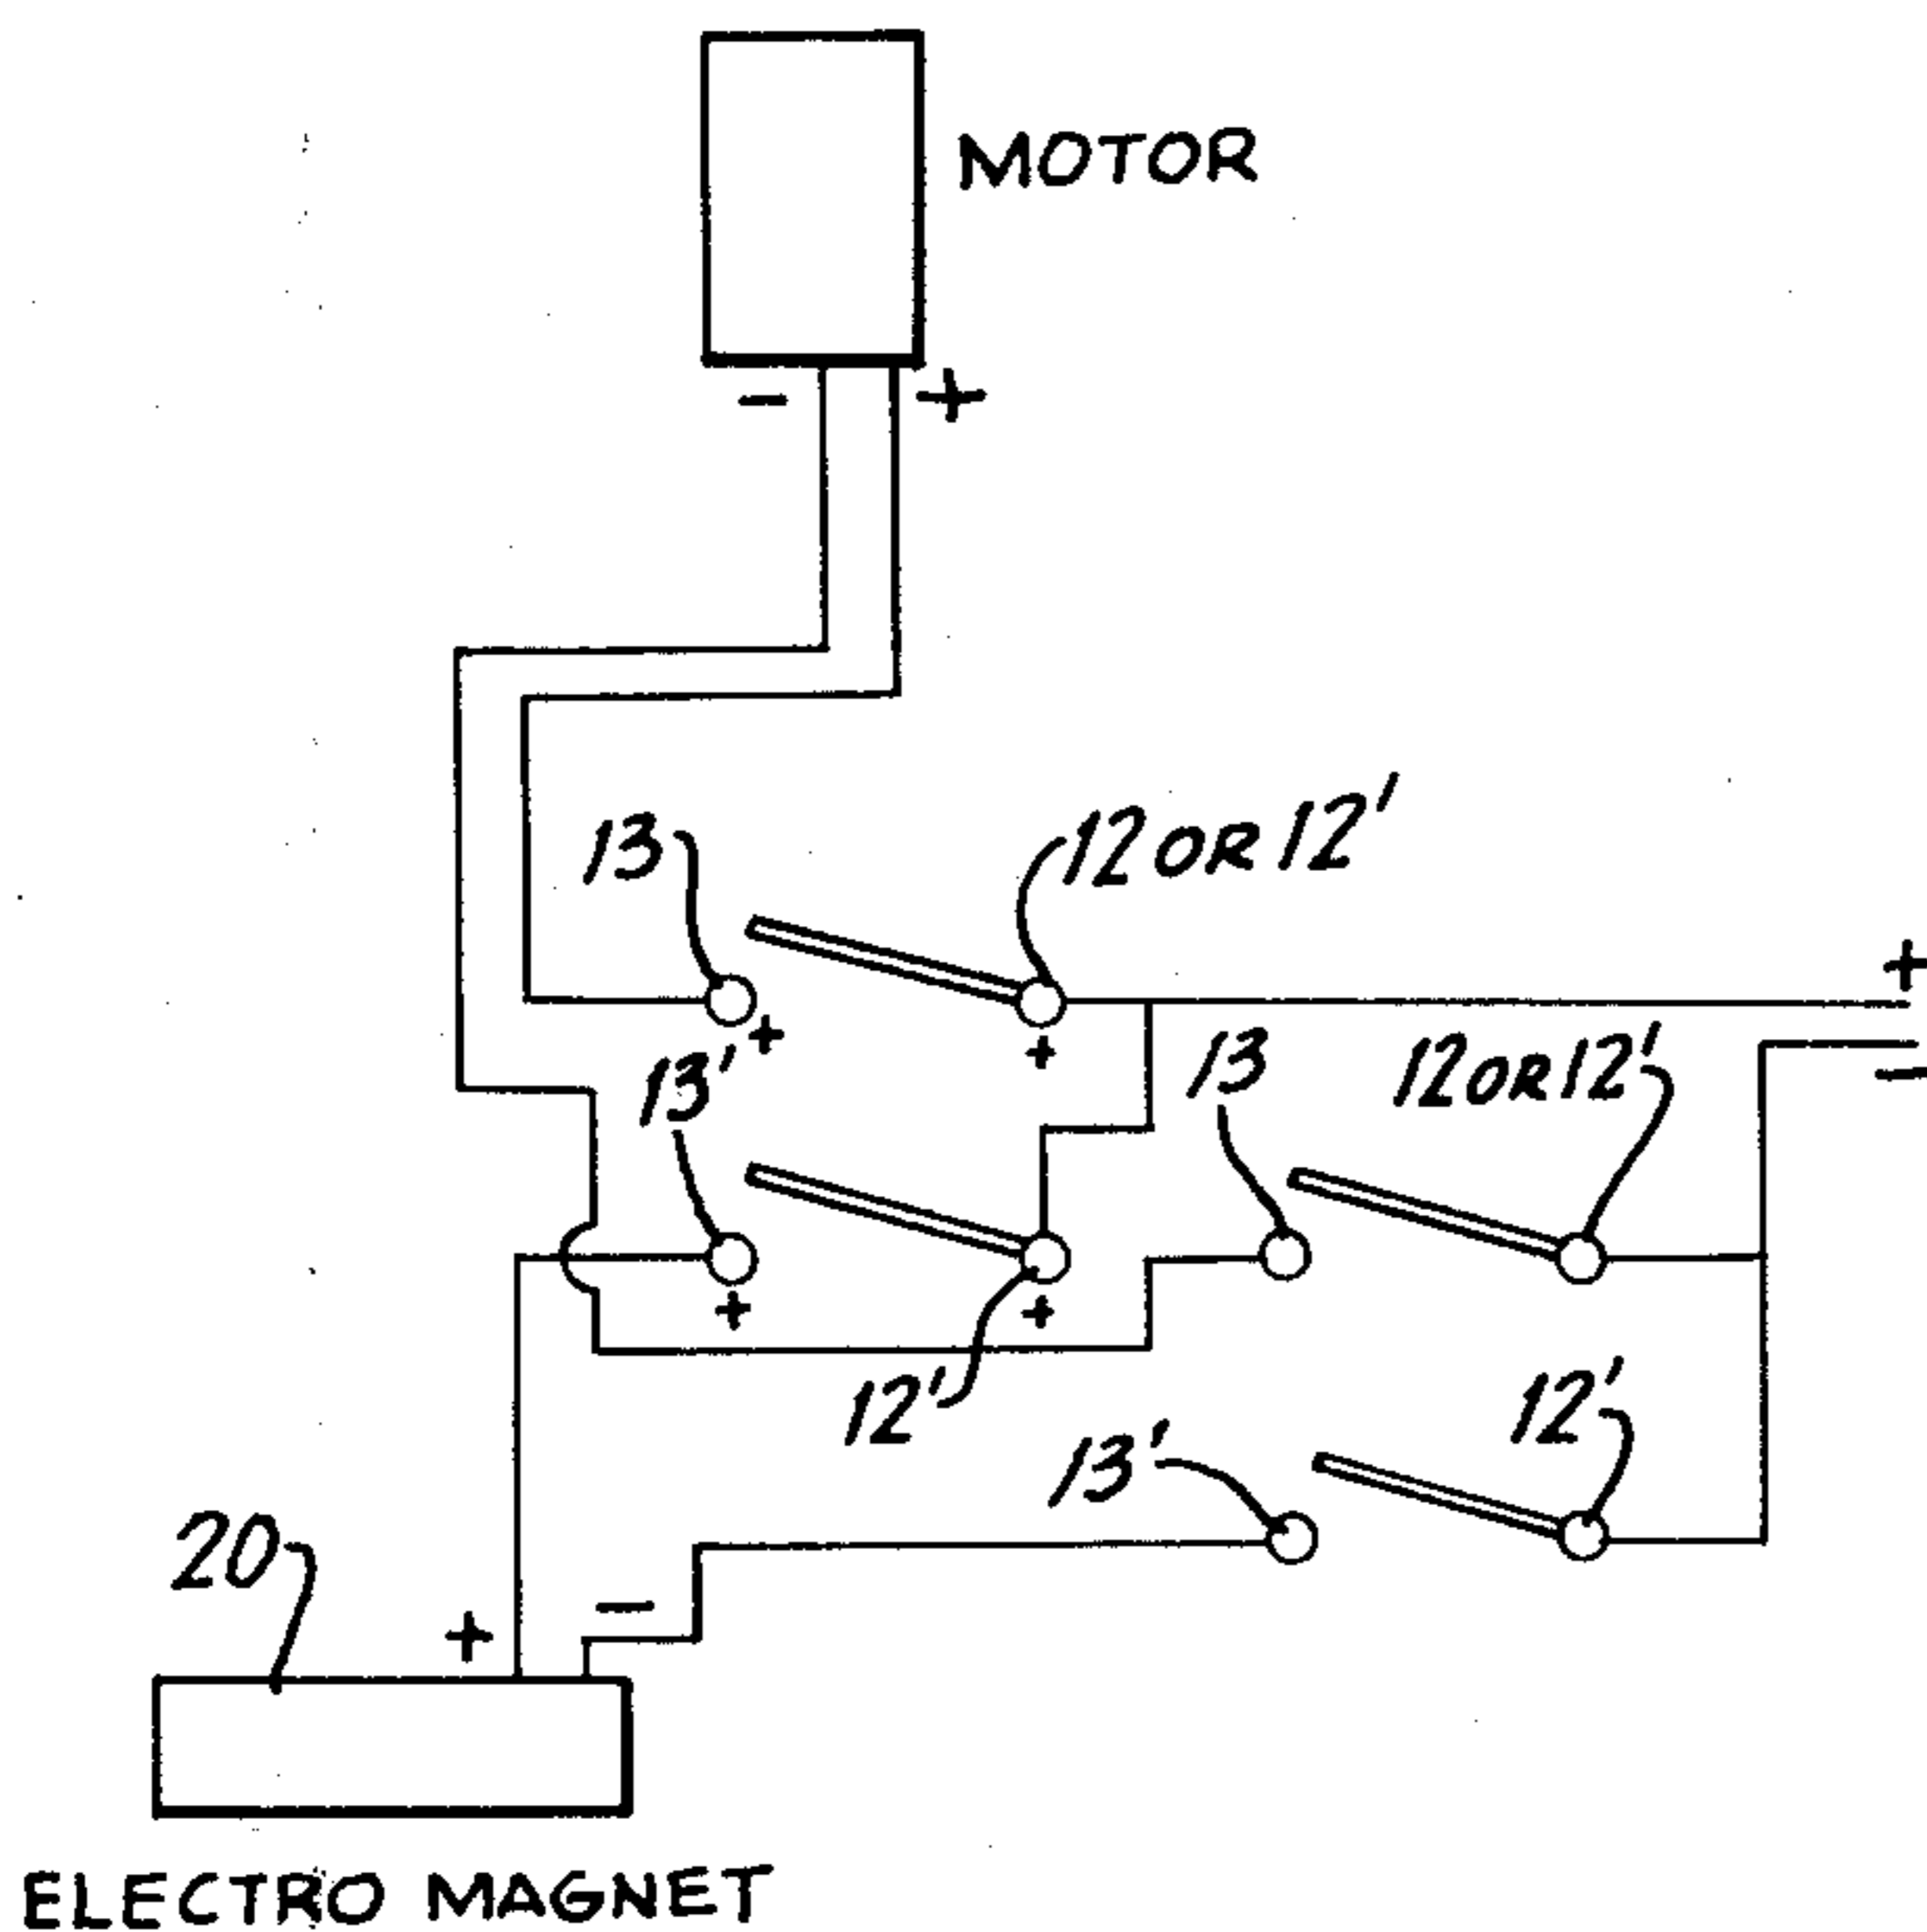 MOTOR
− +
13 12 OR 12'
+
+ +
−
13' 13 12 OR 12'
+ +
12' 12'
13'
20
+ −
ELECTRO MAGNET